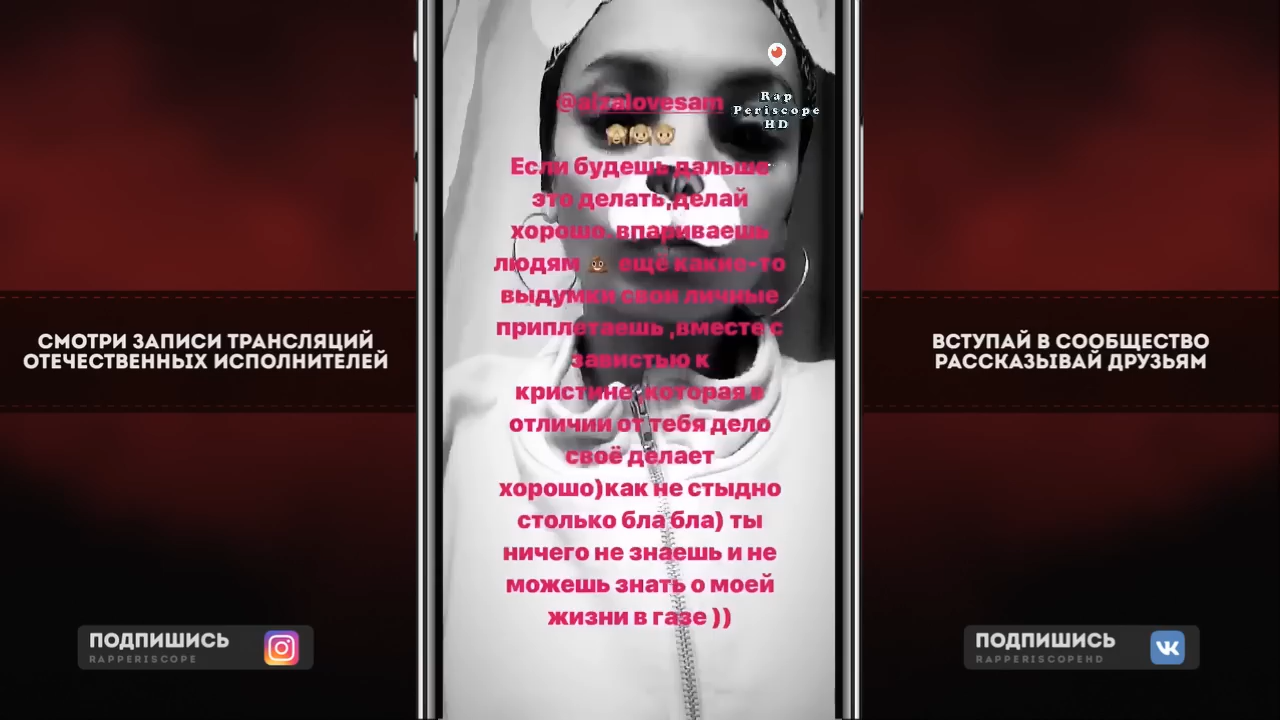 @aizalovesam
🙈🙉🐵
Если будешь дальше
это делать,делай
хорошо. впариваешь
людям 💩 ещё какие-то
выдумки свои личные
приплетаешь ,вместе с
завистью к
кристине ,которая в
отличии от тебя дело
своё делает
хорошо)как не стыдно
столько бла бла) ты
ничего не знаешь и не
можешь знать о моей
жизни в газе ))
Rap
Periscope
HD
СМОТРИ ЗАПИСИ ТРАНСЛЯЦИЙ
ОТЕЧЕСТВЕННЫХ ИСПОЛНИТЕЛЕЙ
ВСТУПАЙ В СООБЩЕСТВО
РАССКАЗЫВАЙ ДРУЗЬЯМ
ПОДПИШИСЬ
RAPPERISCOPE
ПОДПИШИСЬ
RAPPERISCOPEHD